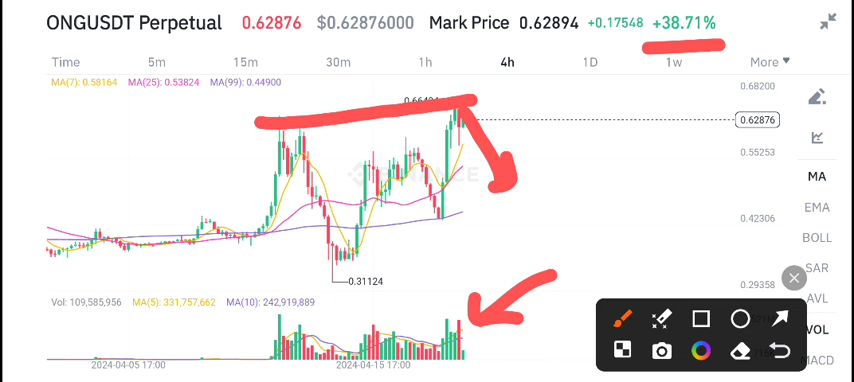 ONGUSDT Perpetual 0.62876 $0.62876000 Mark Price 0.62894 +0.17548 +38.71%
Time 5m 15m 30m 1h 4h 1D 1w More
MA(7): 0.58164 MA(25): 0.53824 MA(99): 0.44900
0.68200
0.62876
0.55253
BINANCE
MA
EMA
0.42306
BOLL
SAR
0.31124
0.29358
AVL
Vol: 109,585,956 MA(5): 331,757,662 MA(10): 242,919,889
VOL
MACD
2024-04-05 17:00 2024-04-15 17:00